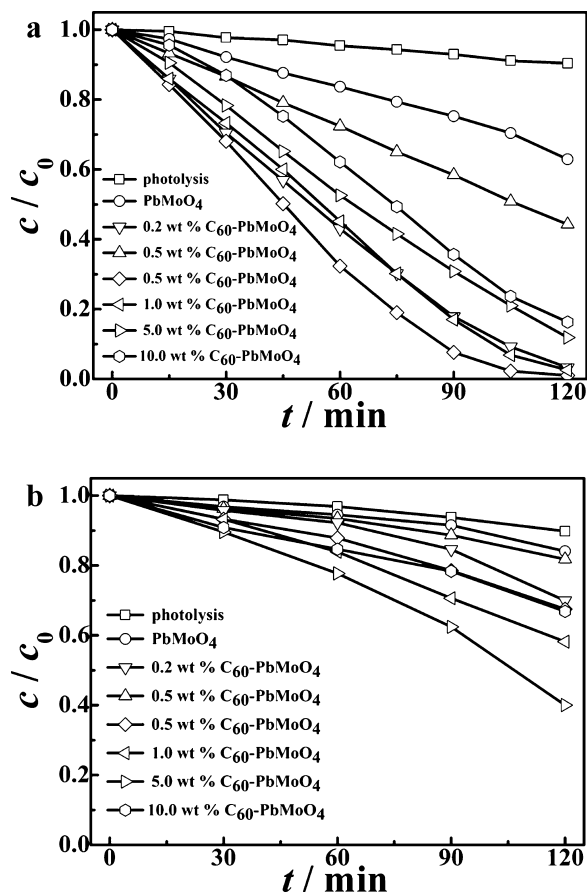 a
1.0
0.8
0.6
0.4
0.2
0.0
c / c0
photolysis
PbMoO4
0.2 wt % C60-PbMoO4
0.5 wt % C60-PbMoO4
0.5 wt % C60-PbMoO4
1.0 wt % C60-PbMoO4
5.0 wt % C60-PbMoO4
10.0 wt % C60-PbMoO4
0 30 60 90 120
t / min
b
1.0
0.8
0.6
0.4
0.2
0.0
c / c0
photolysis
PbMoO4
0.2 wt % C60-PbMoO4
0.5 wt % C60-PbMoO4
0.5 wt % C60-PbMoO4
1.0 wt % C60-PbMoO4
5.0 wt % C60-PbMoO4
10.0 wt % C60-PbMoO4
0 30 60 90 120
t / min